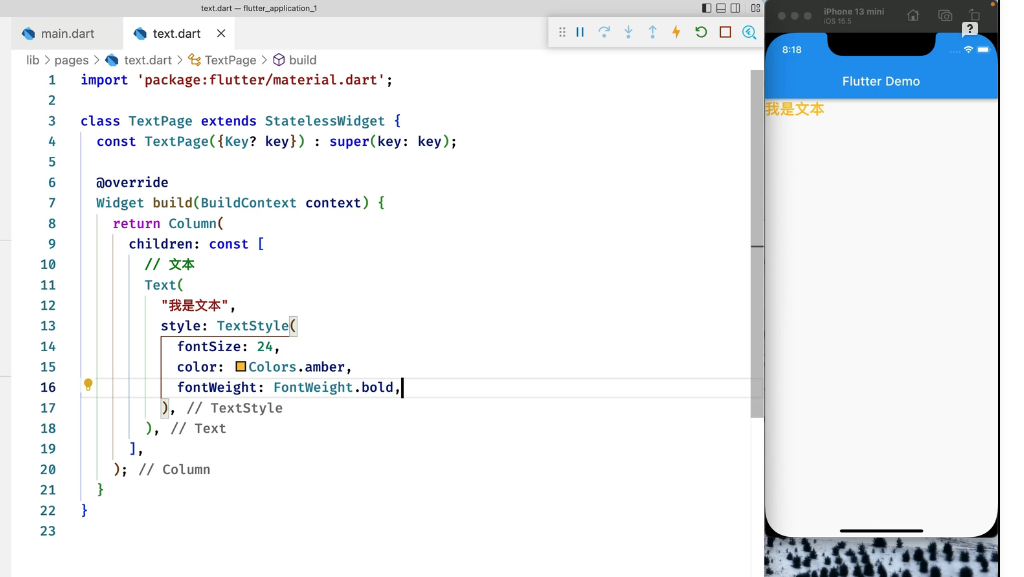 text.dart — flutter_application_1
main.dart
text.dart
lib > pages > text.dart > TextPage > build
1 import 'package:flutter/material.dart';
2
3 class TextPage extends StatelessWidget {
4 const TextPage({Key? key}) : super(key: key);
5
6 @override
7 Widget build(BuildContext context) {
8 return Column(
9 children: const [
10 // 文本
11 Text(
12 "我是文本",
13 style: TextStyle(
14 fontSize: 24,
15 color: Colors.amber,
16 fontWeight: FontWeight.bold,
17 ), // TextStyle
18 ), // Text
19 ],
20 ); // Column
21 }
22 }
23
iPhone 13 mini
iOS 15.5
?
8:18
Flutter Demo
我是文本